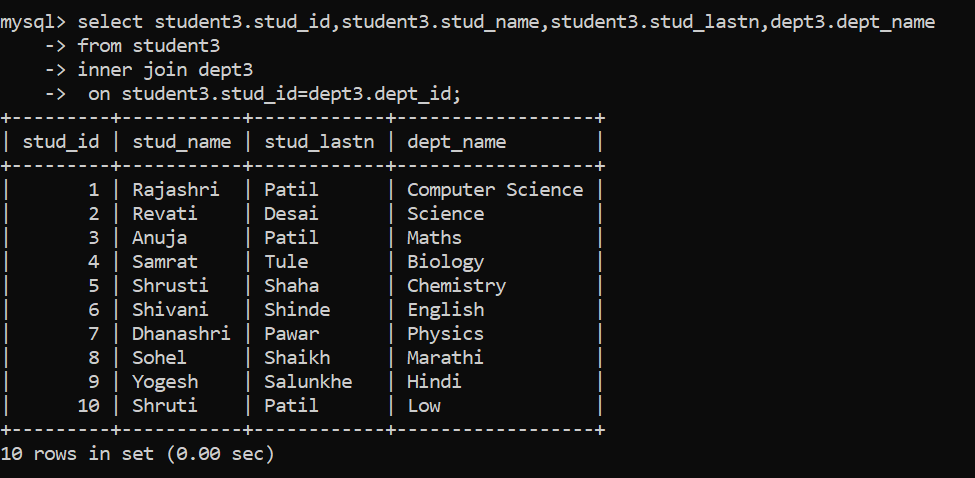 mysql> select student3.stud_id,student3.stud_name,student3.stud_lastn,dept3.dept_name
    -> from student3
    -> inner join dept3
    ->  on student3.stud_id=dept3.dept_id;
+---------+-----------+------------+------------------+
| stud_id | stud_name | stud_lastn | dept_name        |
+---------+-----------+------------+------------------+
|       1 | Rajashri  | Patil      | Computer Science |
|       2 | Revati    | Desai      | Science          |
|       3 | Anuja     | Patil      | Maths            |
|       4 | Samrat    | Tule       | Biology          |
|       5 | Shrusti   | Shaha      | Chemistry        |
|       6 | Shivani   | Shinde     | English          |
|       7 | Dhanashri | Pawar      | Physics          |
|       8 | Sohel     | Shaikh     | Marathi          |
|       9 | Yogesh    | Salunkhe   | Hindi            |
|      10 | Shruti    | Patil      | Low              |
+---------+-----------+------------+------------------+
10 rows in set (0.00 sec)